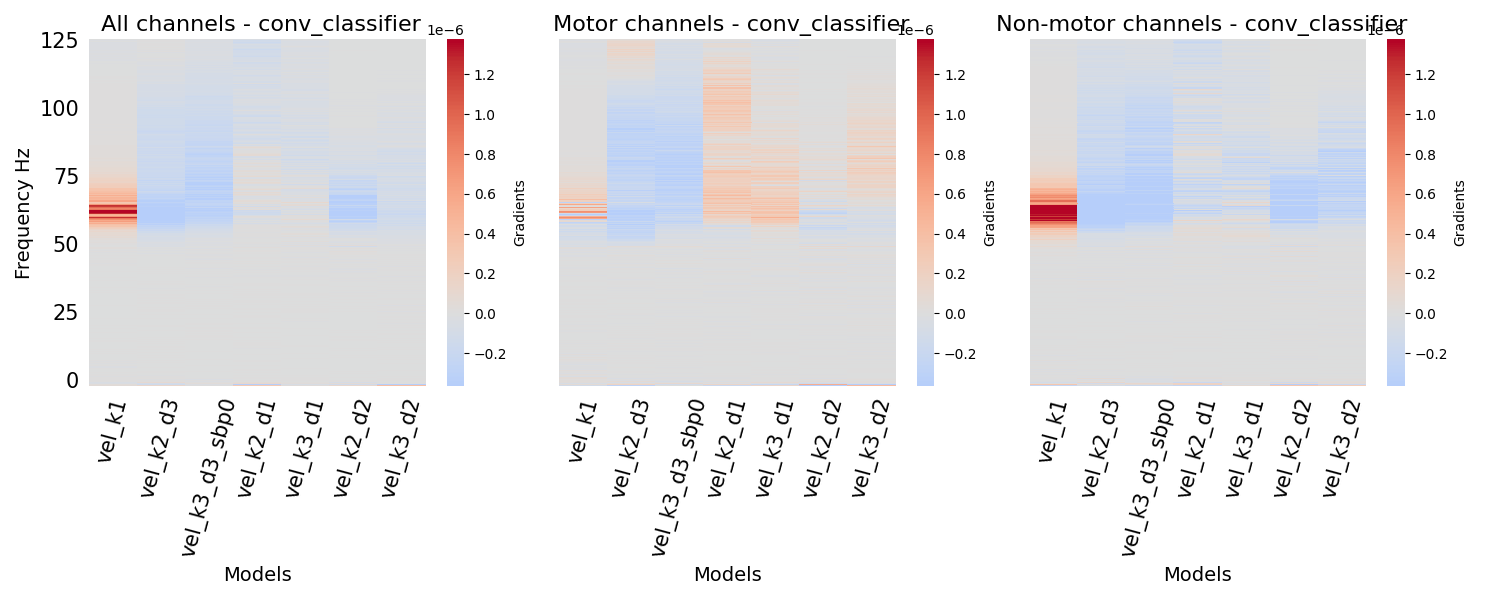 All channels - conv_classifier
1e−6
Motor channels - conv_classifier
1e−6
Non-motor channels - conv_classifier
1e−6
125
100
75
50
25
0
Frequency Hz
1.2
1.0
0.8
0.6
0.4
0.2
0.0
−0.2
Gradients
1.2
1.0
0.8
0.6
0.4
0.2
0.0
−0.2
Gradients
1.2
1.0
0.8
0.6
0.4
0.2
0.0
−0.2
Gradients
vel_k1
vel_k2_d3
vel_k3_d3_sbp0
vel_k2_d1
vel_k3_d1
vel_k2_d2
vel_k3_d2
vel_k1
vel_k2_d3
vel_k3_d3_sbp0
vel_k2_d1
vel_k3_d1
vel_k2_d2
vel_k3_d2
vel_k1
vel_k2_d3
vel_k3_d3_sbp0
vel_k2_d1
vel_k3_d1
vel_k2_d2
vel_k3_d2
Models
Models
Models